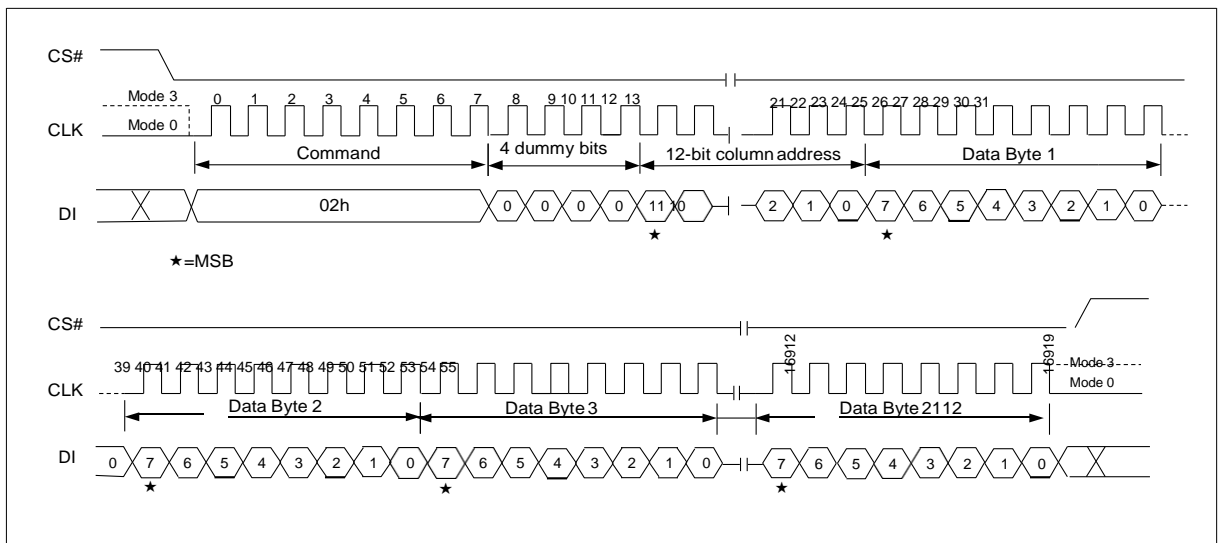 CS#
Mode 3
0 1 2 3 4 5 6 7 8 9 10 11 12 13 21 22 23 24 25 26 27 28 29 30 31
CLK
Mode 0
Command
4 dummy bits
12-bit column address
Data Byte 1
DI
02h
0 0 0 0 11 10 2 1 0 7 6 5 4 3 2 1 0
★ ★
★=MSB
CS#
39 40 41 42 43 44 45 46 47 48 49 50 51 52 53 54 55 16912 16919
Mode 3
CLK
Mode 0
Data Byte 2
Data Byte 3
Data Byte 2112
DI
0 7 6 5 4 3 2 1 0 7 6 5 4 3 2 1 0 7 6 5 4 3 2 1 0
★ ★ ★